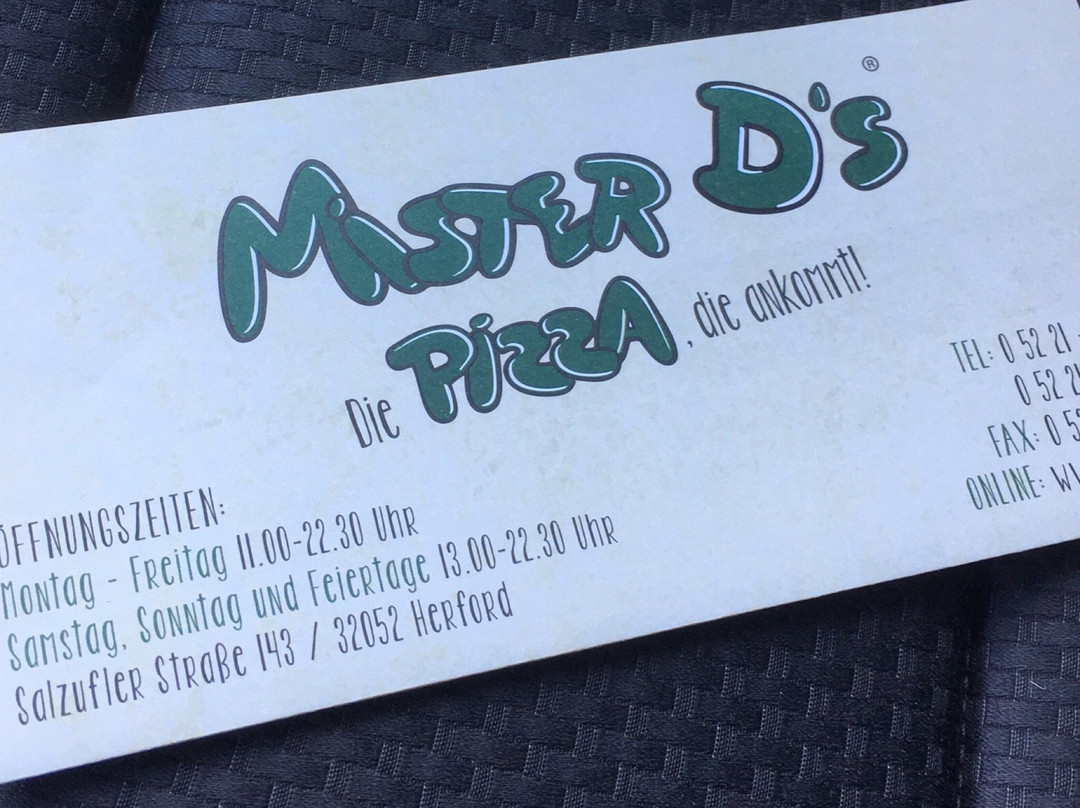 MiSTER D's ®
Die PiZZA, die ankommt!
ÖFFNUNGSZEITEN:
Montag - Freitag 11.00-22.30 Uhr
Samstag, Sonntag und Feiertage 13.00-22.30 Uhr
Salzufler Straße 143 / 32052 Herford
TEL: 0 52 21
0 52 2
FAX: 0 5
ONLINE: